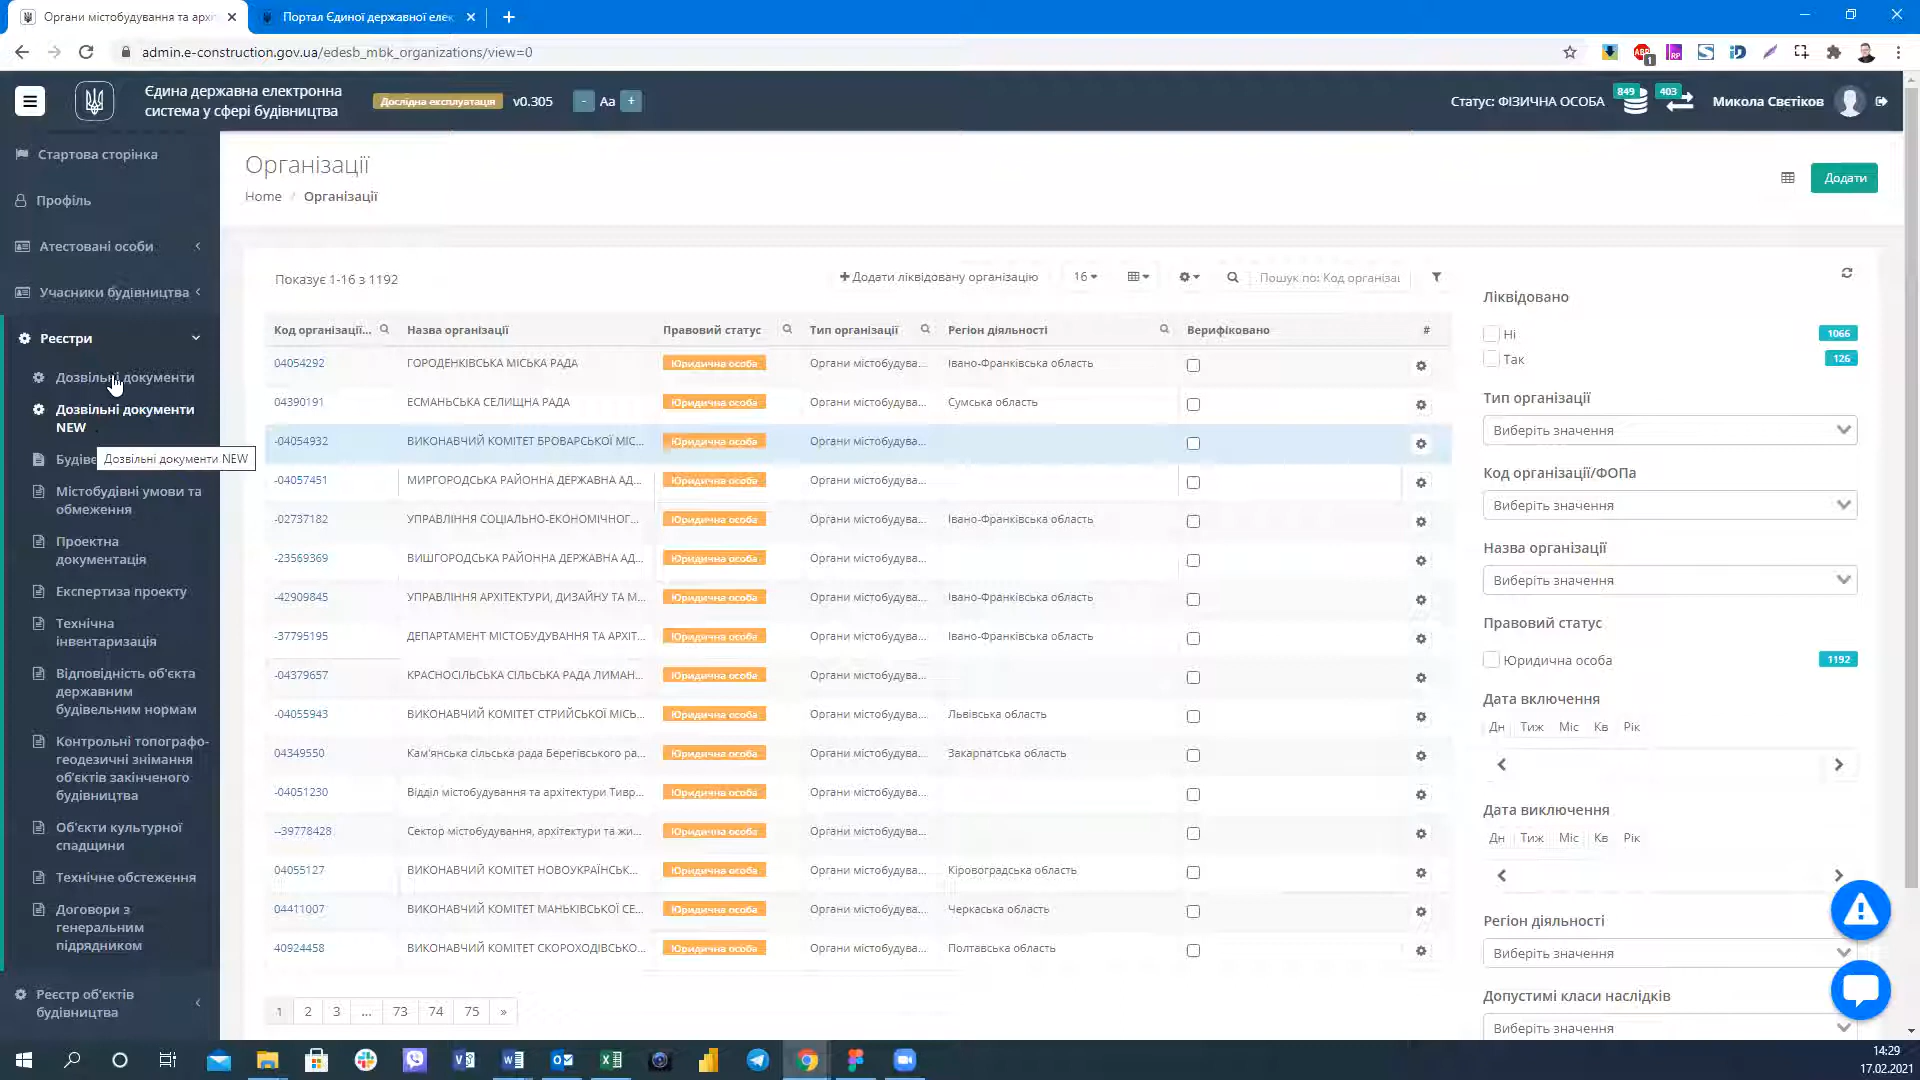 Органи містобудування та архі
Портал Єдиної державної елек
admin.e-construction.gov.ua/edesb_mbk_organizations/view=0
Єдина державна електронна
система у сфері будівництва
Дослідна експлуатація
v0.305
- Аа +
Статус: ФІЗИЧНА ОСОБА
849
403
Микола Свєтіков
Стартова сторінка
Профіль
Атестовані особи
Учасники будівництва
Реєстри
Дозвільні документи
Дозвільні документи
NEW
Будіве
Дозвільні документи NEW
Містобудівні умови та
обмеження
Проектна
документація
Експертиза проекту
Технічна
інвентаризація
Відповідність об'єкта
державним
будівельним нормам
Контрольні топографо-
геодезичні знімання
об'єктів закінченого
будівництва
Об'єкти культурної
спадщини
Технічне обстеження
Договори з
генеральним
підрядником
Реєстр об'єктів
будівництва
Організації
Home / Організації
Додати
Показує 1-16 з 1192
+ Додати ліквідовану організацію
16
Пошук по: Код організац
Код організації... Назва організації Правовий статус Тип організації Регіон діяльності Верифіковано #
04054292 ГОРОДЕНКІВСЬКА МІСЬКА РАДА Юридична особа Органи містобудува... Івано-Франківська область
04390191 ЕСМАНЬСЬКА СЕЛИЩНА РАДА Юридична особа Органи містобудува... Сумська область
-04054932 ВИКОНАВЧИЙ КОМІТЕТ БРОВАРСЬКОЇ МІС... Юридична особа Органи містобудува...
-04057451 МИРГОРОДСЬКА РАЙОННА ДЕРЖАВНА АД... Юридична особа Органи містобудува...
-02737182 УПРАВЛІННЯ СОЦІАЛЬНО-ЕКОНОМІЧНОГ... Юридична особа Органи містобудува... Івано-Франківська область
-23569369 ВИШГОРОДСЬКА РАЙОННА ДЕРЖАВНА АД... Юридична особа Органи містобудува...
-42909845 УПРАВЛІННЯ АРХІТЕКТУРИ, ДИЗАЙНУ ТА М... Юридична особа Органи містобудува... Івано-Франківська область
-37795195 ДЕПАРТАМЕНТ МІСТОБУДУВАННЯ ТА АРХІТ... Юридична особа Органи містобудува... Івано-Франківська область
-04379657 КРАСНОСІЛЬСЬКА СІЛЬСЬКА РАДА ЛИМАН... Юридична особа Органи містобудува...
-04055943 ВИКОНАВЧИЙ КОМІТЕТ СТРИЙСЬКОЇ МІСЬ... Юридична особа Органи містобудува... Львівська область
04349550 Кам'янська сільська рада Берегівського ра... Юридична особа Органи містобудува... Закарпатська область
-04051230 Відділ містобудування та архітектури Тивр... Юридична особа Органи містобудува...
--39778428 Сектор містобудування, архітектури та жи... Юридична особа Органи містобудува...
04055127 ВИКОНАВЧИЙ КОМІТЕТ НОВОУКРАЇНСЬК... Юридична особа Органи містобудува... Кіровоградська область
04411007 ВИКОНАВЧИЙ КОМІТЕТ МАНЬКІВСЬКОЇ СЕ... Юридична особа Органи містобудува... Черкаська область
40924458 ВИКОНАВЧИЙ КОМІТЕТ СКОРОХОДІВСЬКО... Юридична особа Органи містобудува... Полтавська область
1 2 3 ... 73 74 75 »
Ліквідовано
Ні 1066
Так 126
Тип організації
Виберіть значення
Код організації/ФОПа
Виберіть значення
Назва організації
Виберіть значення
Правовий статус
Юридична особа 1192
Дата включення
Дн Тиж Міс Кв Рік
Дата виключення
Дн Тиж Міс Кв Рік
Регіон діяльності
Виберіть значення
Допустимі класи наслідків
Виберіть значення
14:29
17.02.2021